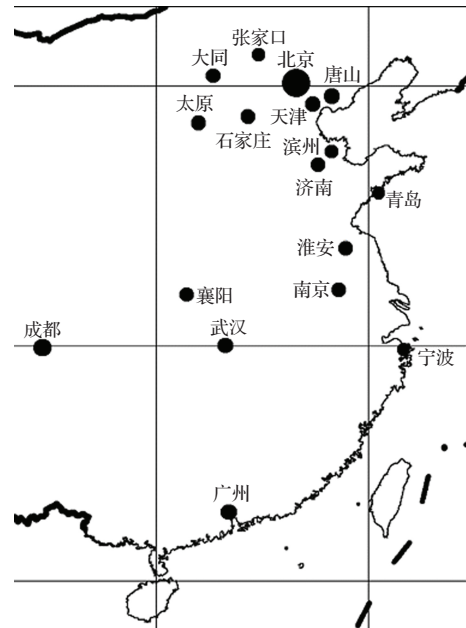 张家口
大同
北京
唐山
太原
天津
石家庄
滨州
济南
青岛
淮安
襄阳
南京
成都
武汉
宁波
广州